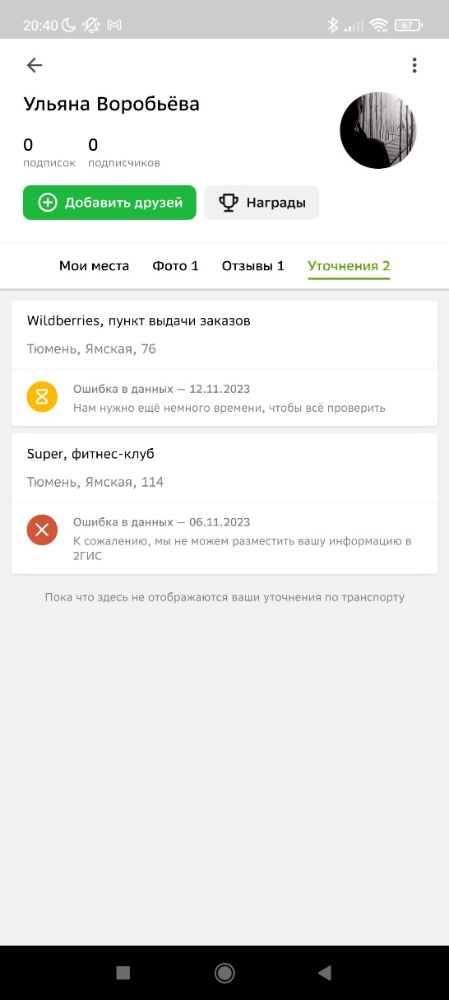 20:40
67
Ульяна Воробьёва
0 0
подписок подписчиков
Добавить друзей Награды
Мои места Фото 1 Отзывы 1 Уточнения 2
Wildberries, пункт выдачи заказов
Тюмень, Ямская, 76
Ошибка в данных — 12.11.2023
Нам нужно ещё немного времени, чтобы всё проверить
Super, фитнес-клуб
Тюмень, Ямская, 114
Ошибка в данных — 06.11.2023
К сожалению, мы не можем разместить вашу информацию в
2ГИС
Пока что здесь не отображаются ваши уточнения по транспорту